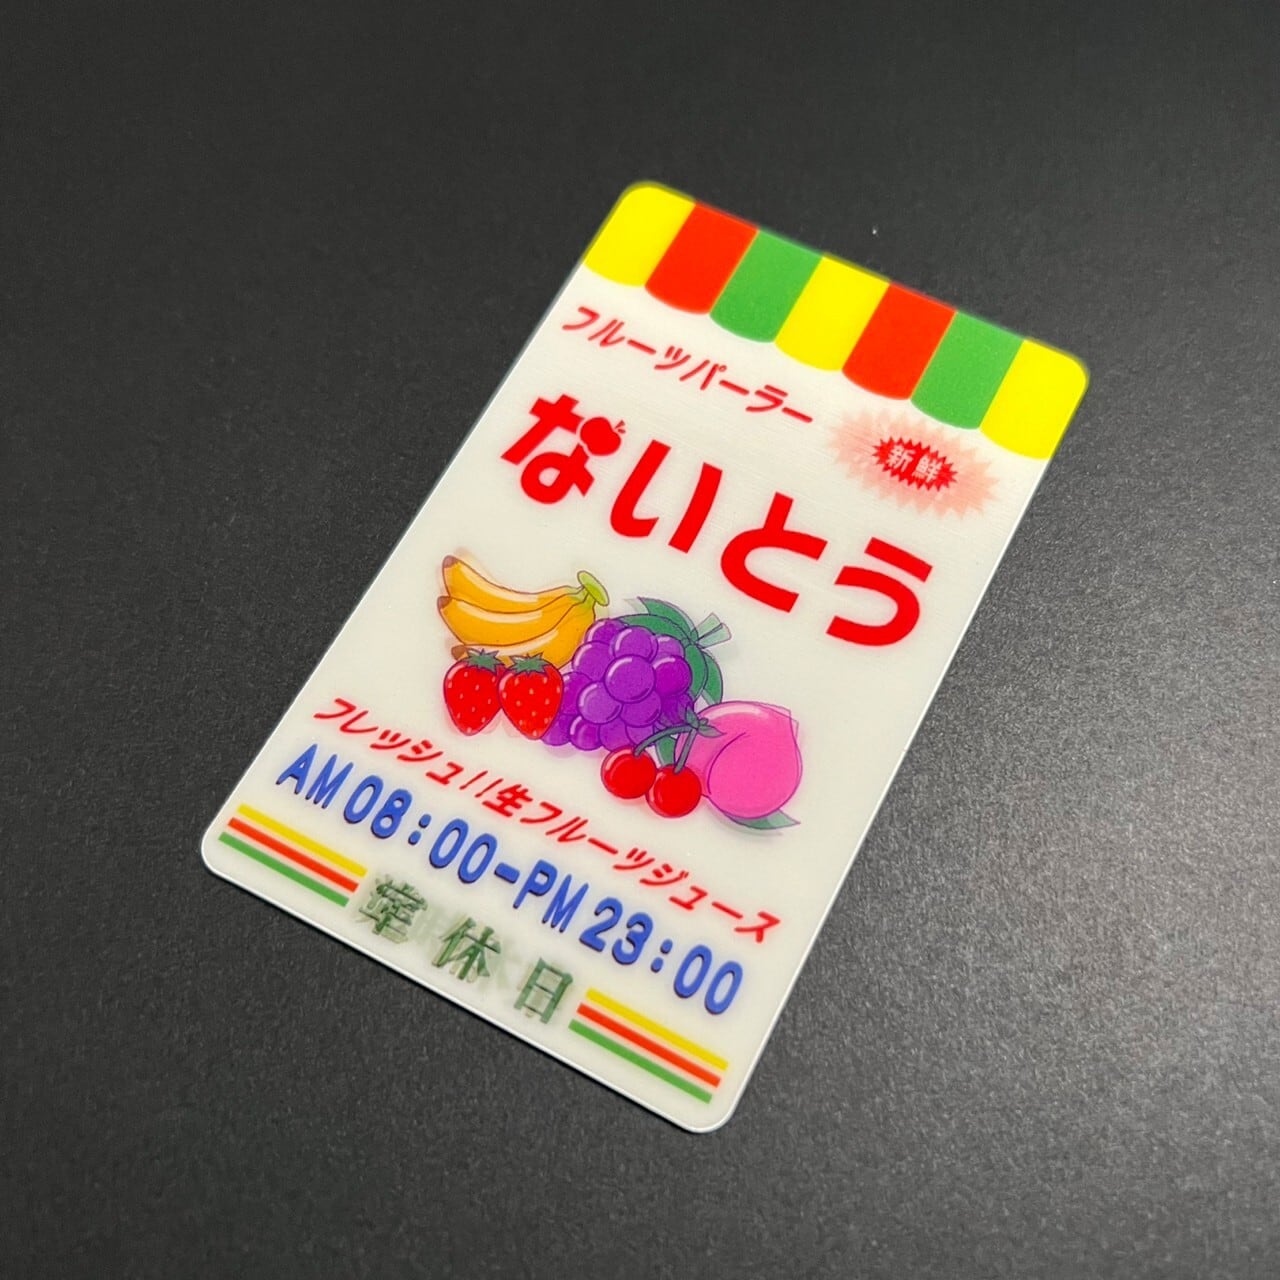 フルーツパーラー
新鮮
ないとう
フレッシュ!!生フルーツジュース
AM 08:00-PM 23:00
休日